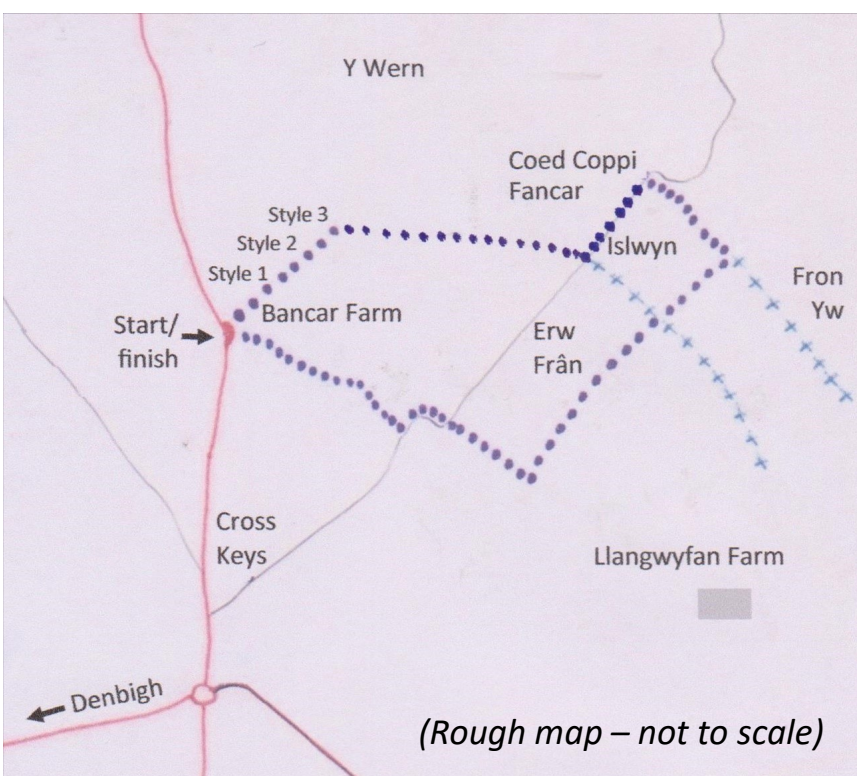 Y Wern
Coed Coppi
Fancar
Style 3
Style 2
Style 1
Islwyn
Fron
Yw
Bancar Farm
Start/
finish
Erw
Frân
Cross
Keys
Llangwyfan Farm
Denbigh
(Rough map – not to scale)